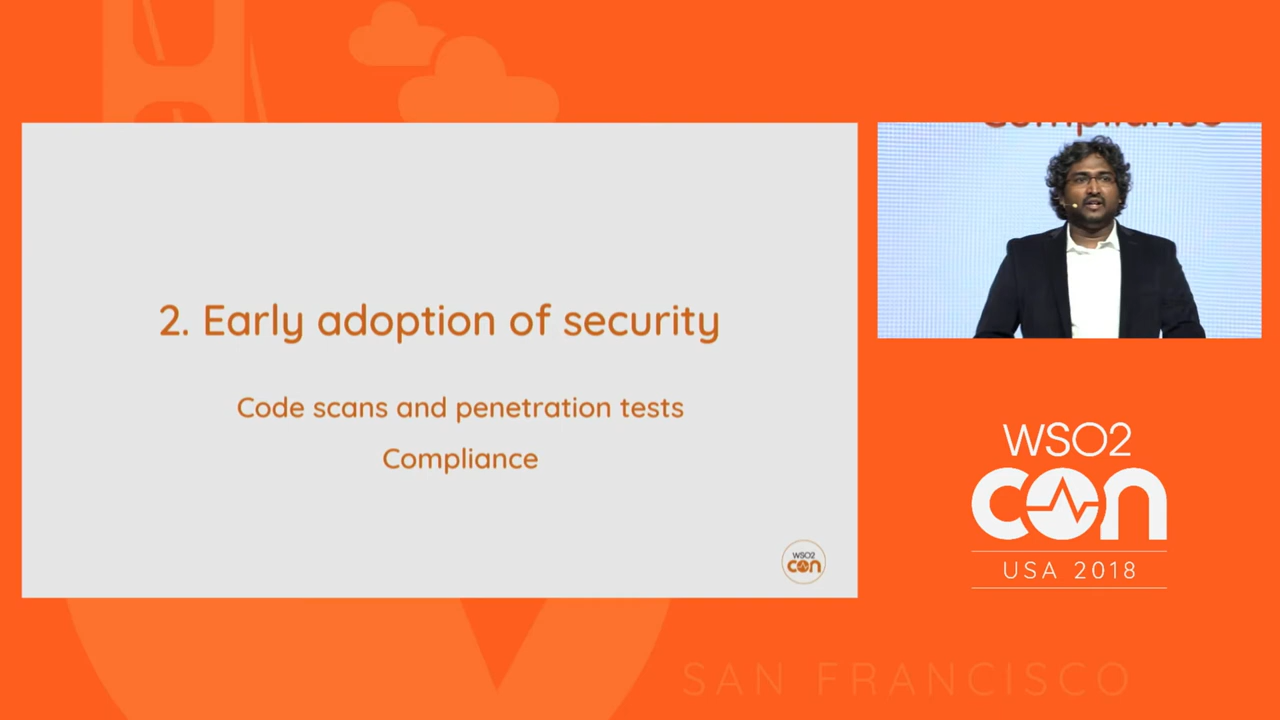 2. Early adoption of security
Code scans and penetration tests
Compliance
WSO2
con
compliance
WSO2
con
USA 2018
SAN FRANCISCO